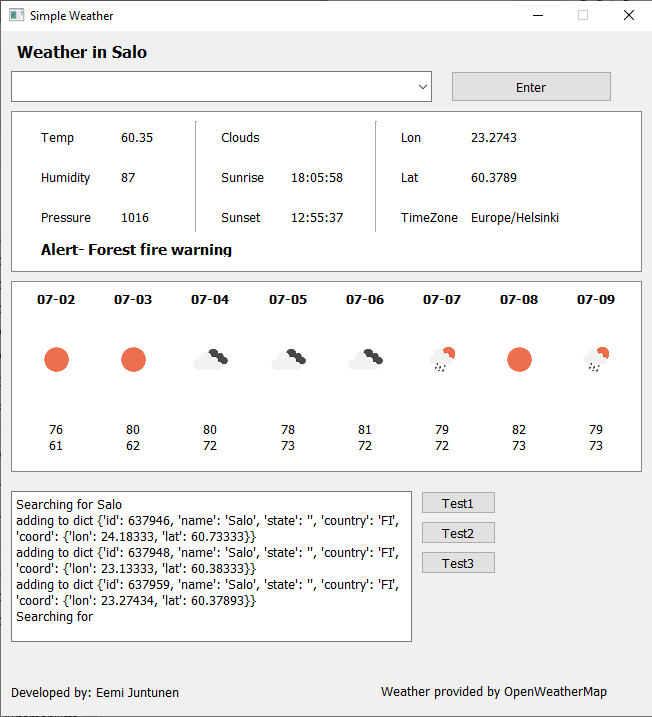 Simple Weather
Weather in Salo
Enter
Temp 60.35 Clouds Lon 23.2743
Humidity 87 Sunrise 18:05:58 Lat 60.3789
Pressure 1016 Sunset 12:55:37 TimeZone Europe/Helsinki
Alert- Forest fire warning
07-02 07-03 07-04 07-05 07-06 07-07 07-08 07-09
76 80 80 78 81 79 82 79
61 62 72 73 72 72 73 73
Searching for Salo
adding to dict {'id': 637946, 'name': 'Salo', 'state': '', 'country': 'FI',
'coord': {'lon': 24.18333, 'lat': 60.73333}}
adding to dict {'id': 637948, 'name': 'Salo', 'state': '', 'country': 'FI',
'coord': {'lon': 23.13333, 'lat': 60.38333}}
adding to dict {'id': 637959, 'name': 'Salo', 'state': '', 'country': 'FI',
'coord': {'lon': 23.27434, 'lat': 60.37893}}
Searching for
Test1
Test2
Test3
Developed by: Eemi Juntunen
Weather provided by OpenWeatherMap